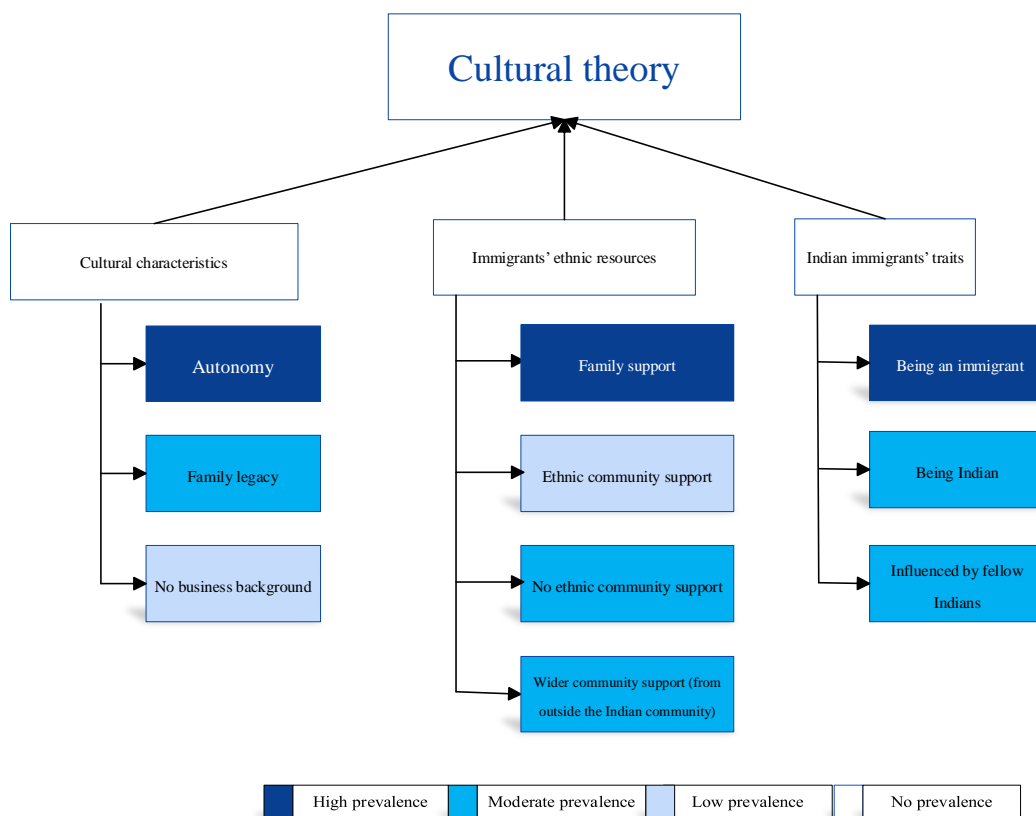 Cultural theory
Cultural characteristics
Immigrants’ ethnic resources
Indian immigrants’ traits
Autonomy
Family legacy
No business background
Family support
Ethnic community support
No ethnic community support
Wider community support (from
outside the Indian community)
Being an immigrant
Being Indian
Influenced by fellow
Indians
High prevalence
Moderate prevalence
Low prevalence
No prevalence